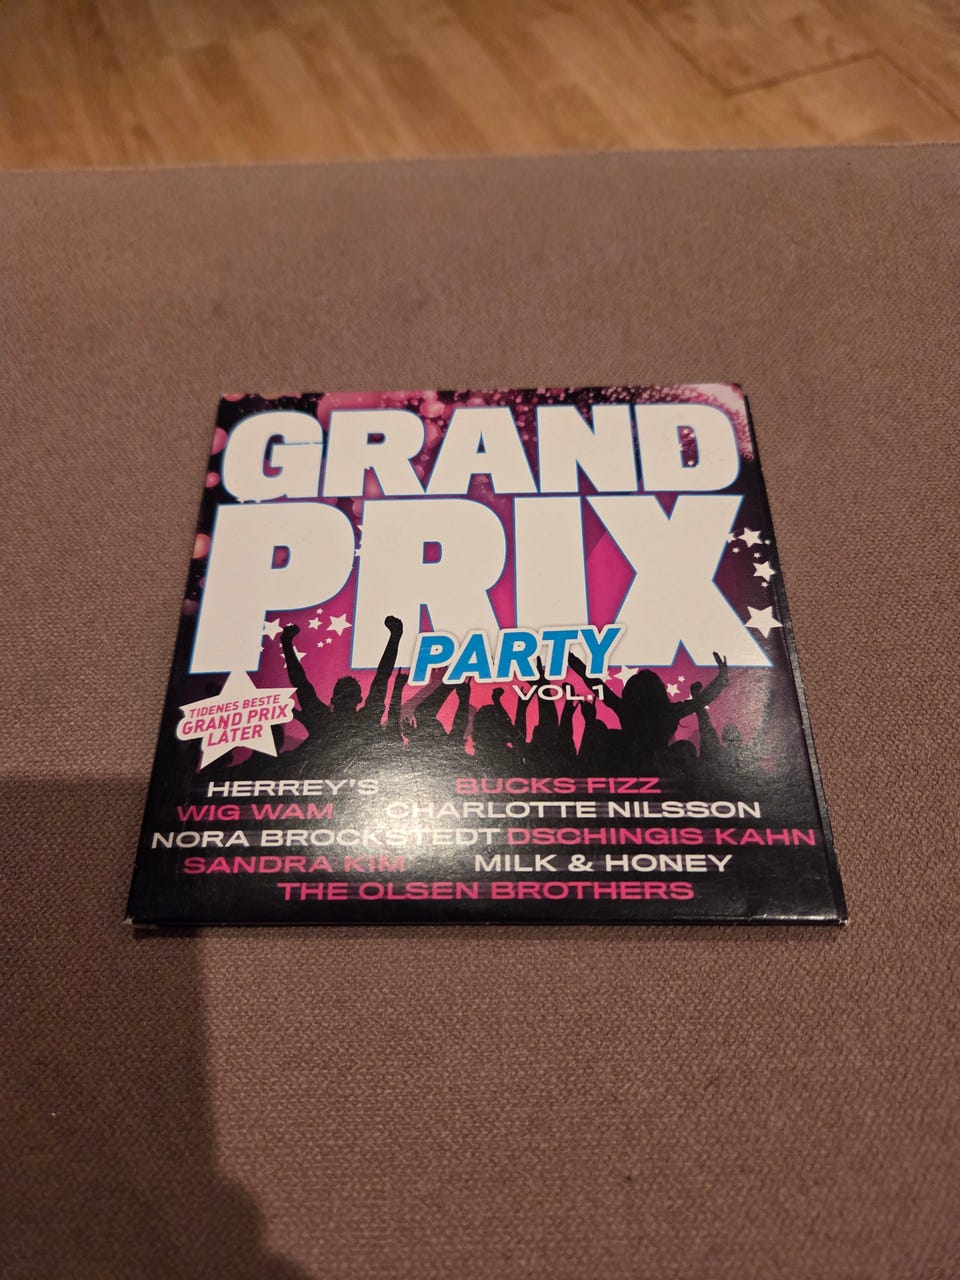 GRAND
PRIX
PARTY
VOL.1
TIDENES BESTE
GRAND PRIX
LÅTER
HERREY'S BUCKS FIZZ
WIG WAM CHARLOTTE NILSSON
NORA BROCKSTEDT DSCHINGIS KAHN
SANDRA KIM MILK & HONEY
THE OLSEN BROTHERS